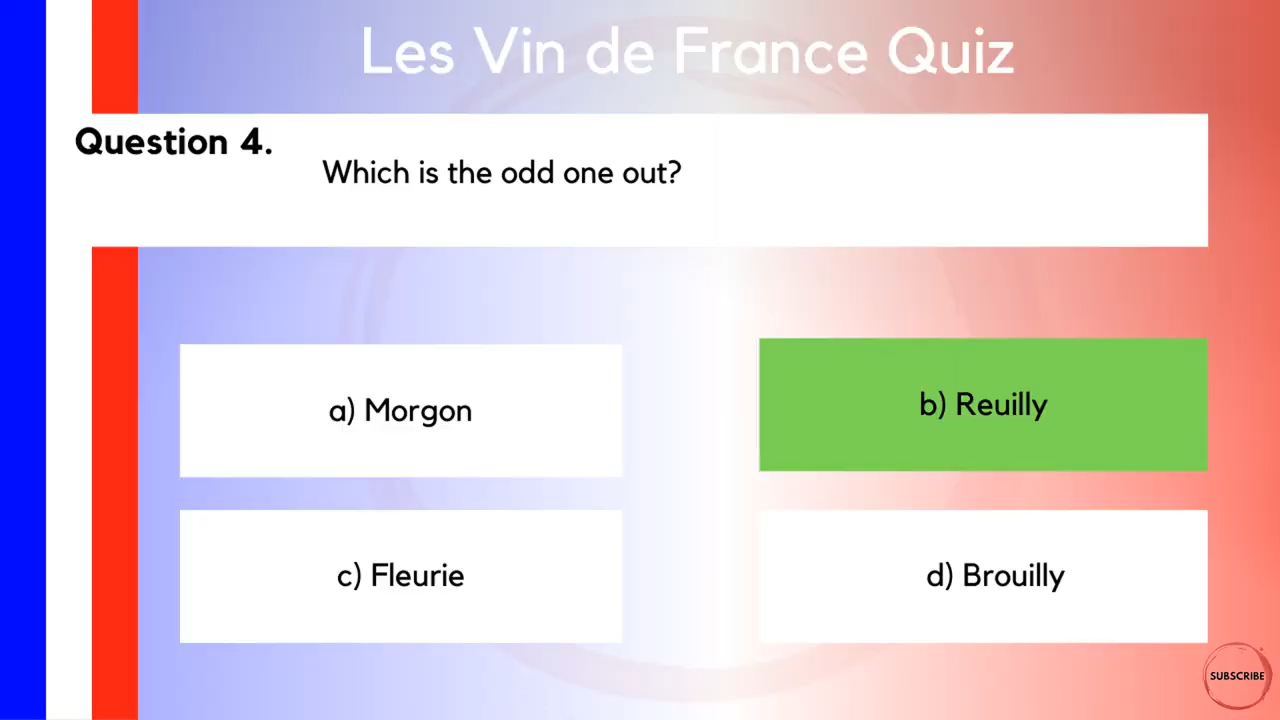 Les Vin de France Quiz
Question 4.
Which is the odd one out?
a) Morgon
b) Reuilly
c) Fleurie
d) Brouilly
SUBSCRIBE